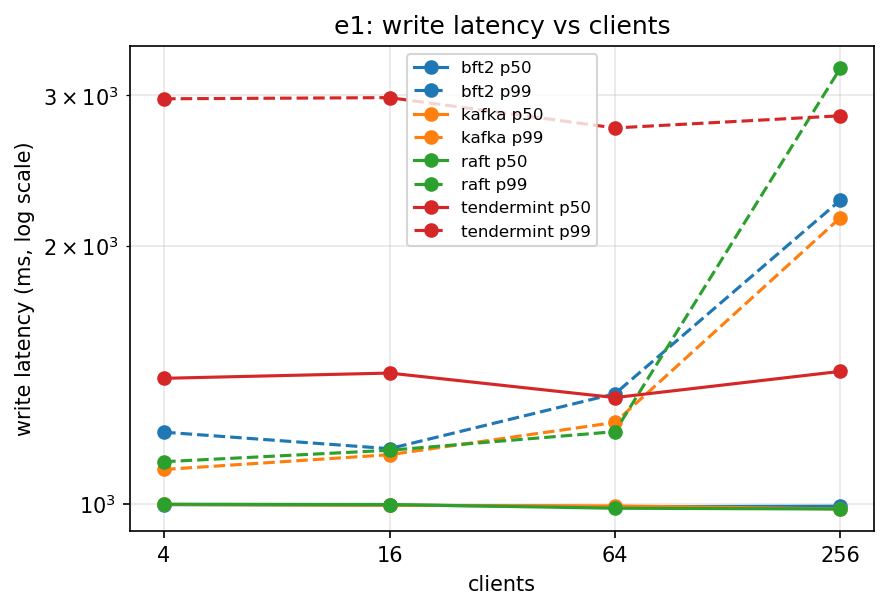 e1: write latency vs clients
write latency (ms, log scale)
3 × 10³
2 × 10³
10³
bft2 p50
bft2 p99
kafka p50
kafka p99
raft p50
raft p99
tendermint p50
tendermint p99
4 16 64 256
clients